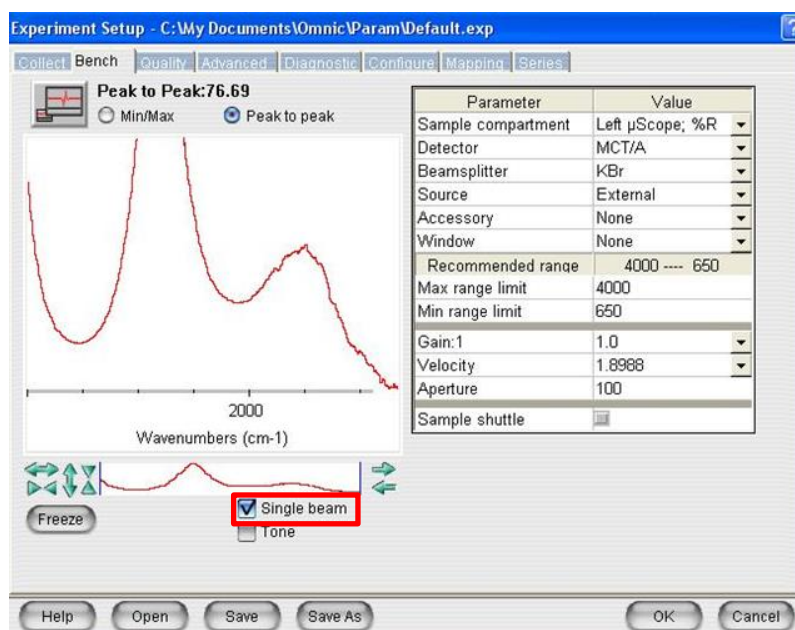 Experiment Setup - C:\My Documents\Omnic\Param\Default.exp ?
Collect Bench Quality Advanced Diagnostic Configure Mapping Series
Peak to Peak:76.69
Min/Max Peak to peak
2000
Wavenumbers (cm-1)
Freeze
Single beam
Tone
Parameter Value
Sample compartment Left µScope; %R
Detector MCT/A
Beamsplitter KBr
Source External
Accessory None
Window None
Recommended range 4000 ---- 650
Max range limit 4000
Min range limit 650
Gain:1 1.0
Velocity 1.8988
Aperture 100
Sample shuttle
Help Open Save Save As OK Cancel